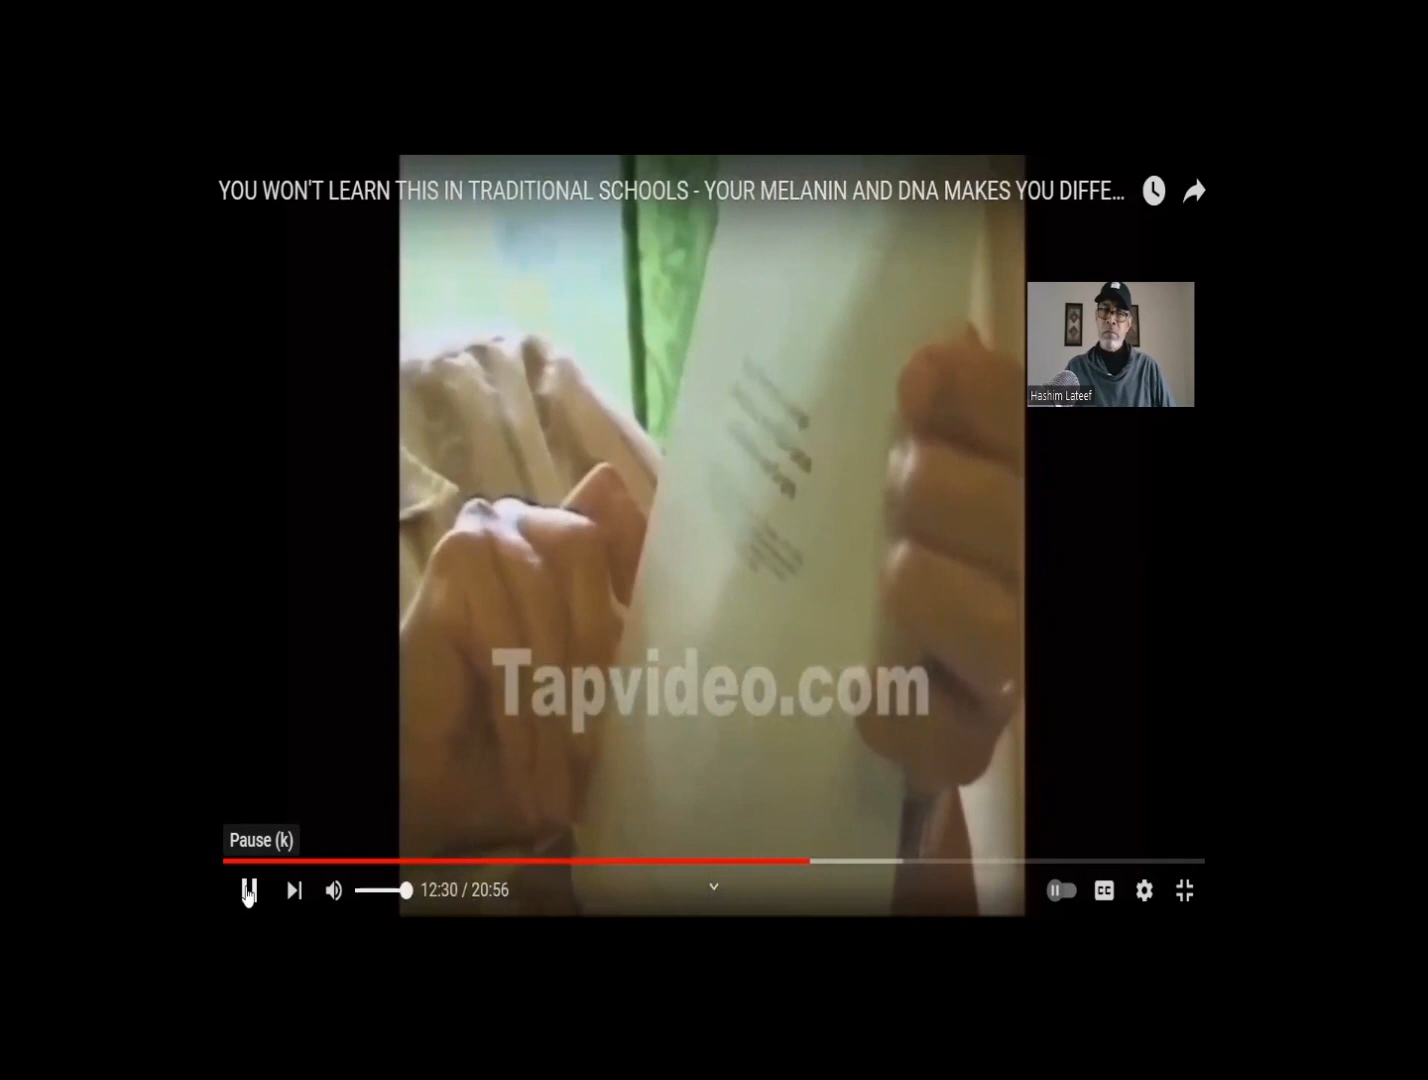 YOU WON'T LEARN THIS IN TRADITIONAL SCHOOLS - YOUR MELANIN AND DNA MAKES YOU DIFFE...
Hashim Lateef
Tapvideo.com
Pause (k)
12:30 / 20:56
CC